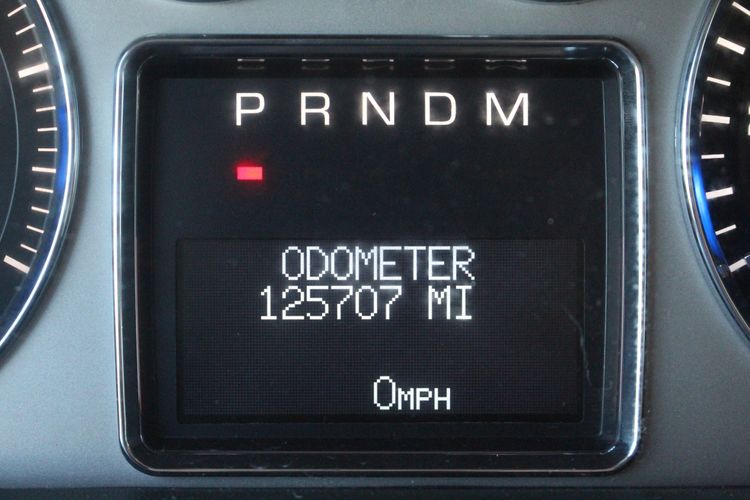 P R N D M
ODOMETER
125707 MI
0MPH